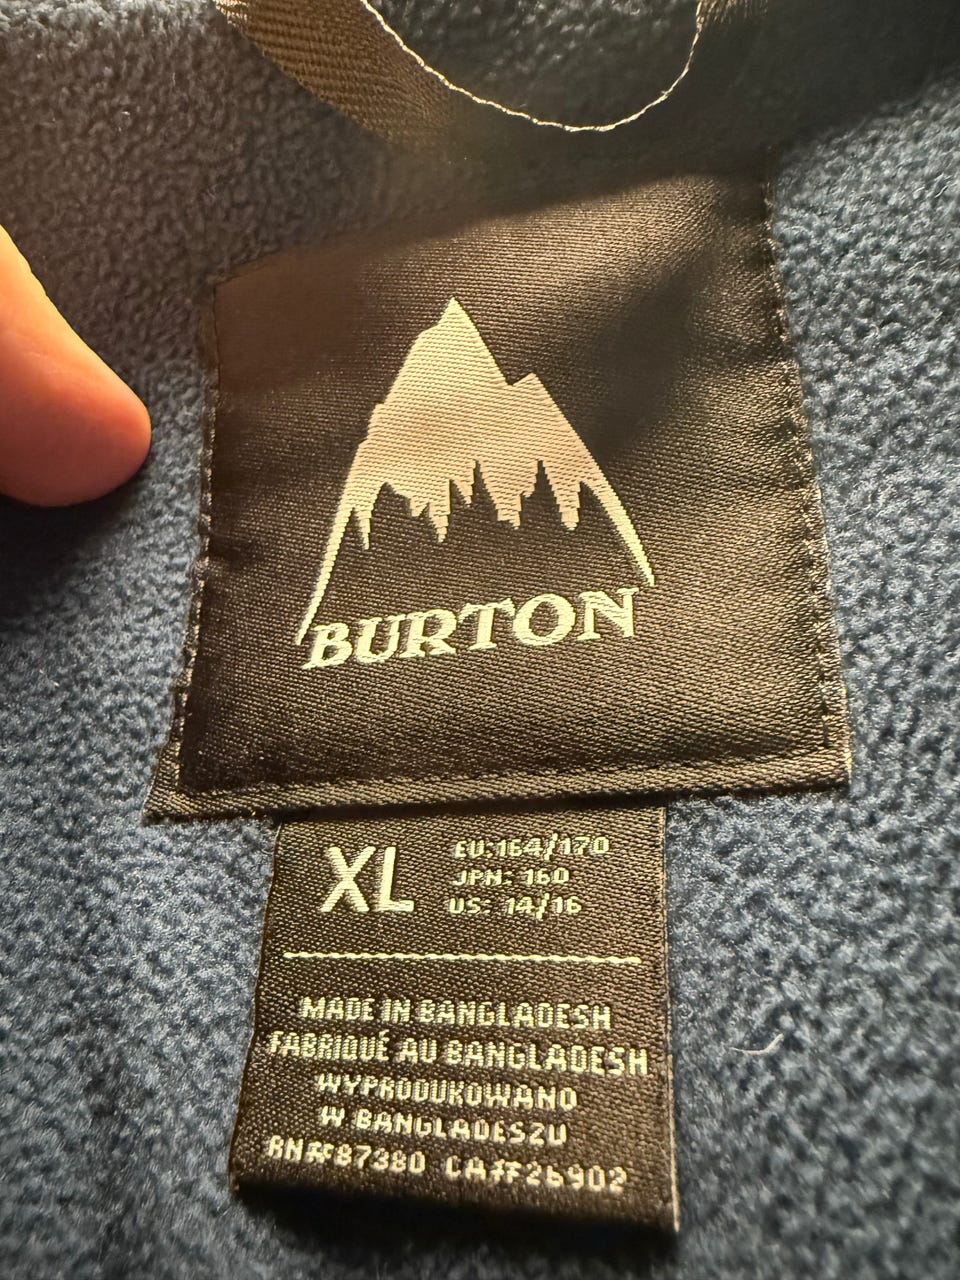 BURTON
XL
EU:164/170
JPN: 160
US: 14/16
MADE IN BANGLADESH
FABRIQUÉ AU BANGLADESH
WYPRODUKOWANO
W BANGLADESZU
RN#87380 CA#26902